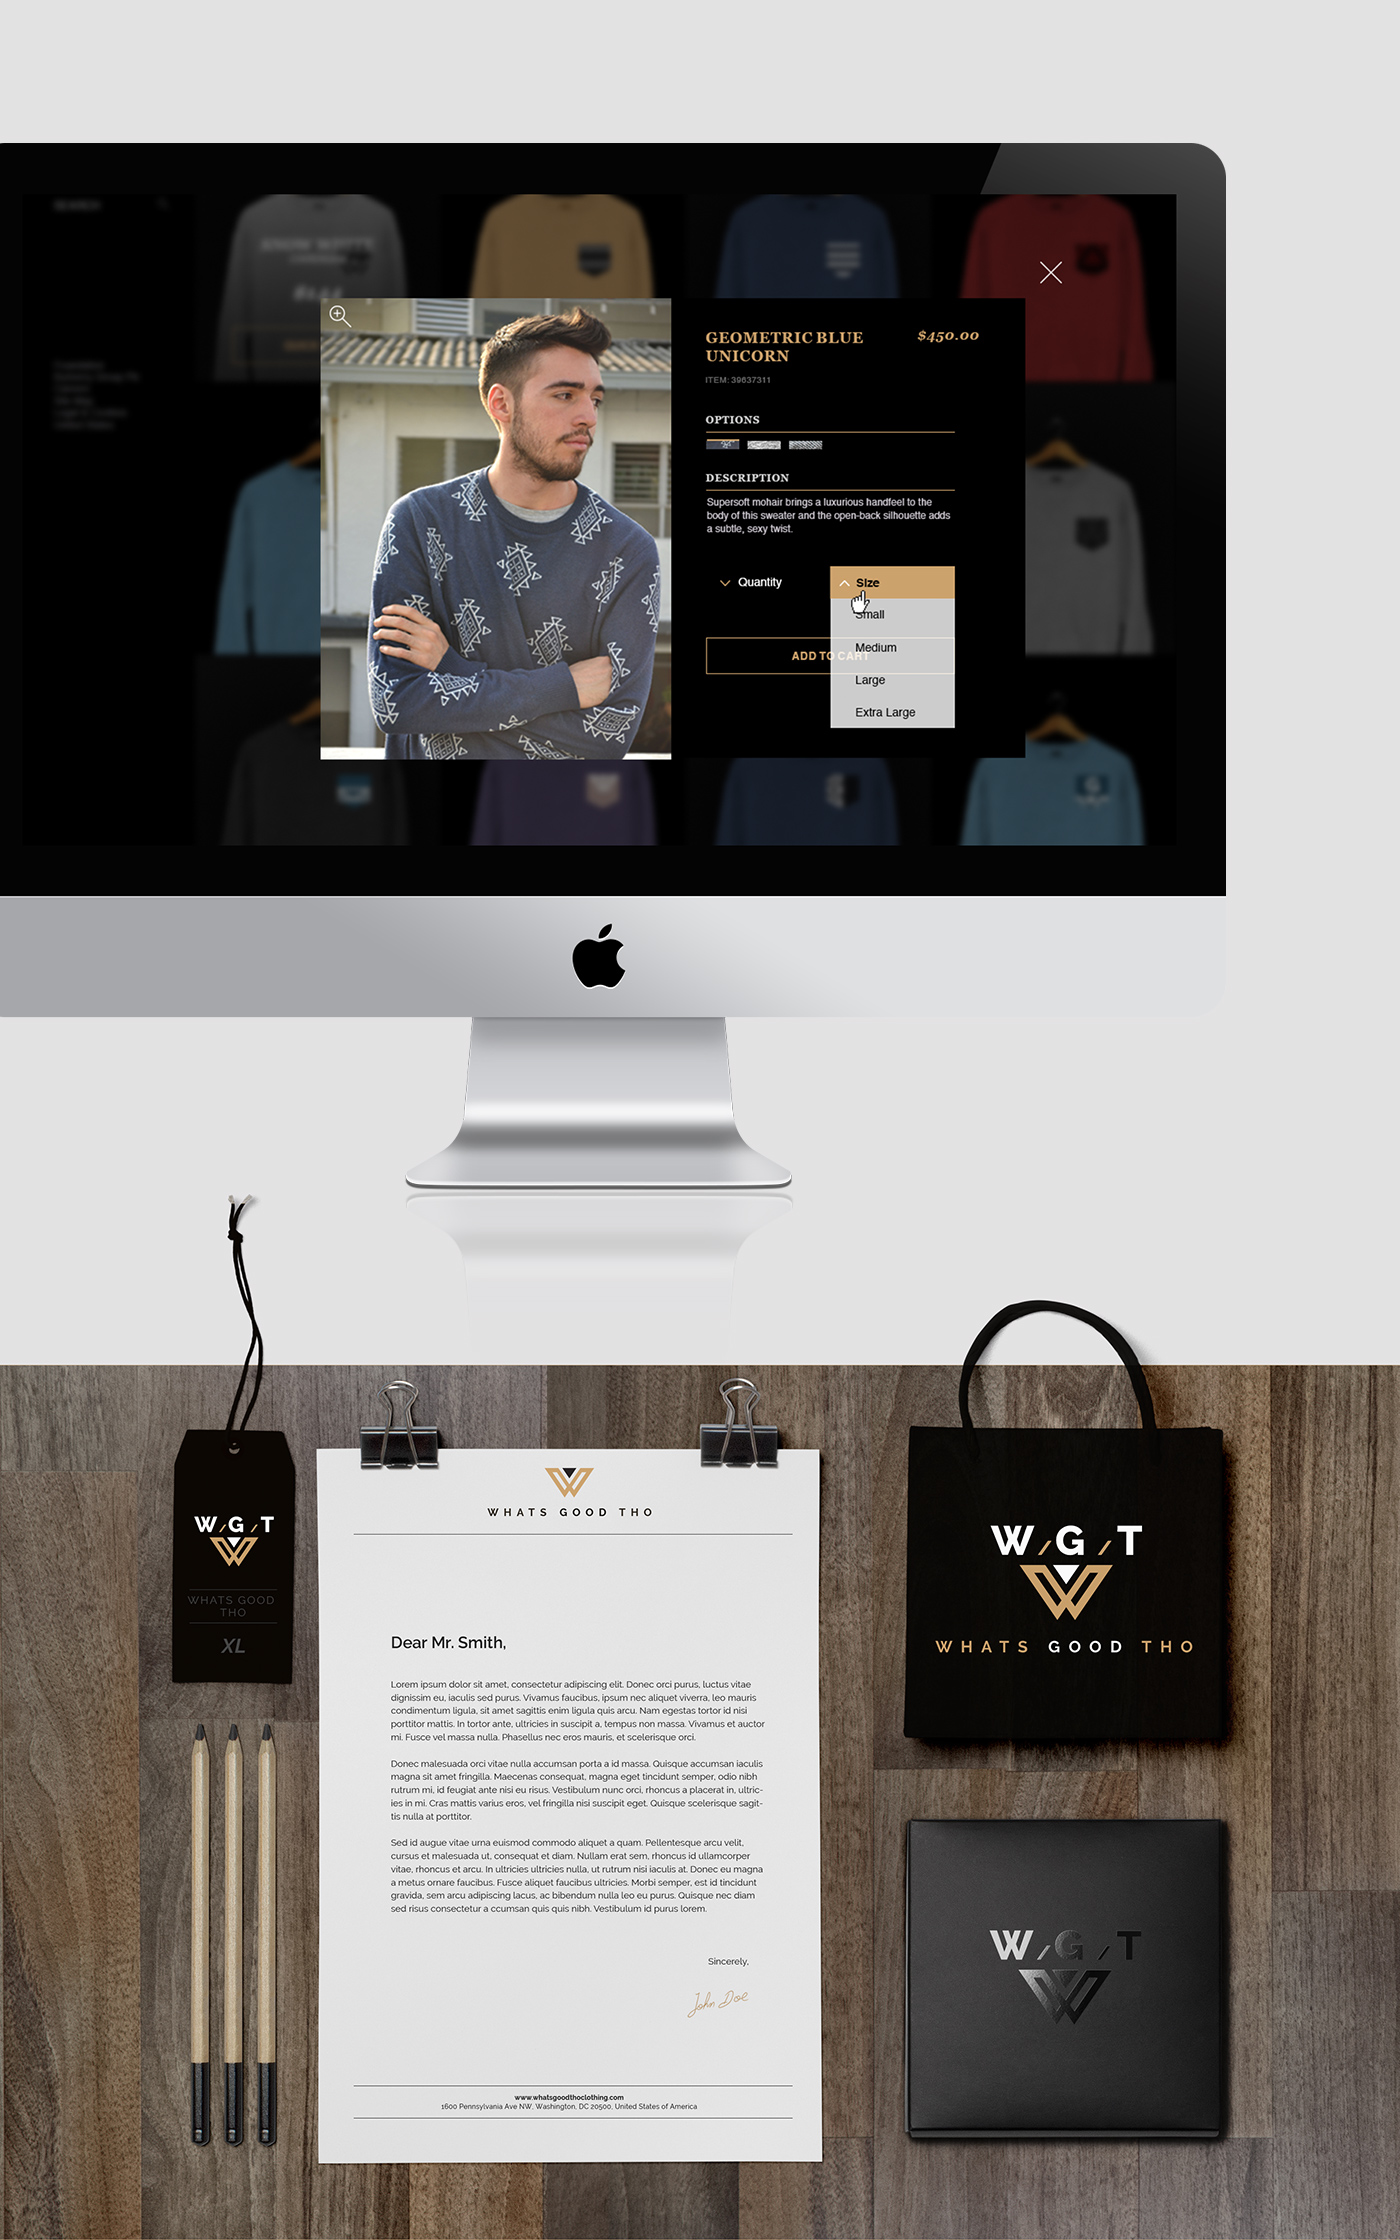 SEARCH
SNOW WHITE
GEOMETRIC BLUE
UNICORN
$450.00
ITEM: 39637311
OPTIONS
DESCRIPTION
Supersoft mohair brings a luxurious handfeel to the
body of this sweater and the open-back silhouette adds
a subtle, sexy twist.
Quantity
Size
Small
Medium
Large
Extra Large
ADD TO CART
G
W/G/T
WHATS GOOD
THO
XL
WHATS GOOD THO
Dear Mr. Smith,
Lorem ipsum dolor sit amet, consectetur adipiscing elit. Donec orci purus, luctus vitae
dignissim eu, iaculis sed purus. Vivamus faucibus, ipsum nec aliquet viverra, leo mauris
condimentum ligula, sit amet sagittis enim ligula quis arcu. Nam egestas tortor id nisi
porttitor mattis. In tortor ante, ultricies in suscipit a, tempus non massa. Vivamus et auctor
mi. Fusce vel massa nulla. Phasellus nec eros mauris, et scelerisque orci.
Donec malesuada orci vitae nulla accumsan porta a id massa. Quisque accumsan iaculis
magna sit amet fringilla. Maecenas consequat, magna eget tincidunt semper, odio nibh
rutrum mi, id feugiat ante nisi eu risus. Vestibulum nunc orci, rhoncus a placerat in, ultric-
ies in mi. Cras mattis varius eros, vel fringilla nisi suscipit eget. Quisque scelerisque sagit-
tis nulla at porttitor.
Sed id augue vitae urna euismod commodo aliquet a quam. Pellentesque arcu velit,
cursus et malesuada ut, consequat et diam. Nullam erat sem, rhoncus id ullamcorper
vitae, rhoncus et arcu. In ultricies ultricies nulla, ut rutrum nisi iaculis at. Donec eu magna
a metus ornare faucibus. Fusce aliquet faucibus ultricies. Morbi semper, est id tincidunt
gravida, sem arcu adipiscing lacus, ac bibendum nulla leo eu purus. Quisque nec diam
sed risus consectetur a ccumsan quis quis nibh. Vestibulum id purus lorem.
Sincerely,
John Doe
www.whatsgoodthoclothing.com
1600 Pennsylvania Ave NW, Washington, DC 20500, United States of America
W/G/T
WHATS GOOD THO
W/G/T